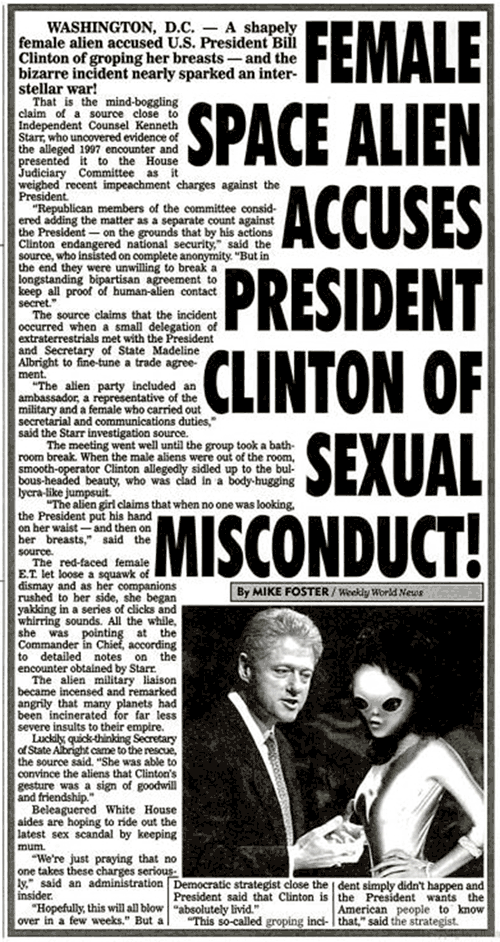 WASHINGTON, D.C. — A shapely
female alien accused U.S. President Bill
Clinton of groping her breasts — and the
bizarre incident nearly sparked an inter-
stellar war!
FEMALE
SPACE ALIEN
ACCUSES
PRESIDENT
CLINTON OF
SEXUAL
MISCONDUCT!
By MIKE FOSTER / Weekly World News
That is the mind-boggling
claim of a source close to
Independent Counsel Kenneth
Starr, who uncovered evidence of
the alleged 1997 encounter and
presented it to the House
Judiciary Committee as it
weighed recent impeachment charges against the
President.
"Republican members of the committee consid-
ered adding the matter as a separate count against
the President — on the grounds that by his actions
Clinton endangered national security," said the
source, who insisted on complete anonymity. "But in
the end they were unwilling to break a
longstanding bipartisan agreement to
keep all proof of human-alien contact
secret."
The source claims that the incident
occurred when a small delegation of
extraterrestrials met with the President
and Secretary of State Madeline
Albright to fine-tune a trade agree-
ment.
"The alien party included an
ambassador, a representative of the
military and a female who carried out
secretarial and communications duties,"
said the Starr investigation source.
The meeting went well until the group took a bath-
room break. When the male aliens were out of the room,
smooth-operator Clinton allegedly sidled up to the bul-
bous-headed beauty, who was clad in a body-hugging
lycra-like jumpsuit.
"The alien girl claims that when no one was looking,
the President put his hand
on her waist — and then on
her breasts," said the
source.
The red-faced female
E.T. let loose a squawk of
dismay and as her companions
rushed to her side, she began
yakking in a series of clicks and
whirring sounds. All the while,
she was pointing at the
Commander in Chief, according
to detailed notes on the
encounter obtained by Starr.
The alien military liaison
became incensed and remarked
angrily that many planets had
been incinerated for far less
severe insults to their empire.
Luckily, quick-thinking Secretary
of State Albright came to the rescue,
the source said. "She was able to
convince the aliens that Clinton's
gesture was a sign of goodwill
and friendship."
Beleaguered White House
aides are hoping to ride out the
latest sex scandal by keeping
mum.
"We're just praying that no
one takes these charges serious-
ly," said an administration
insider.
"Hopefully, this will all blow
over in a few weeks." But a
Democratic strategist close the
President said that Clinton is
"absolutely livid."
"This so-called groping inci-
dent simply didn't happen and
the President wants the
American people to know
that," said the strategist.